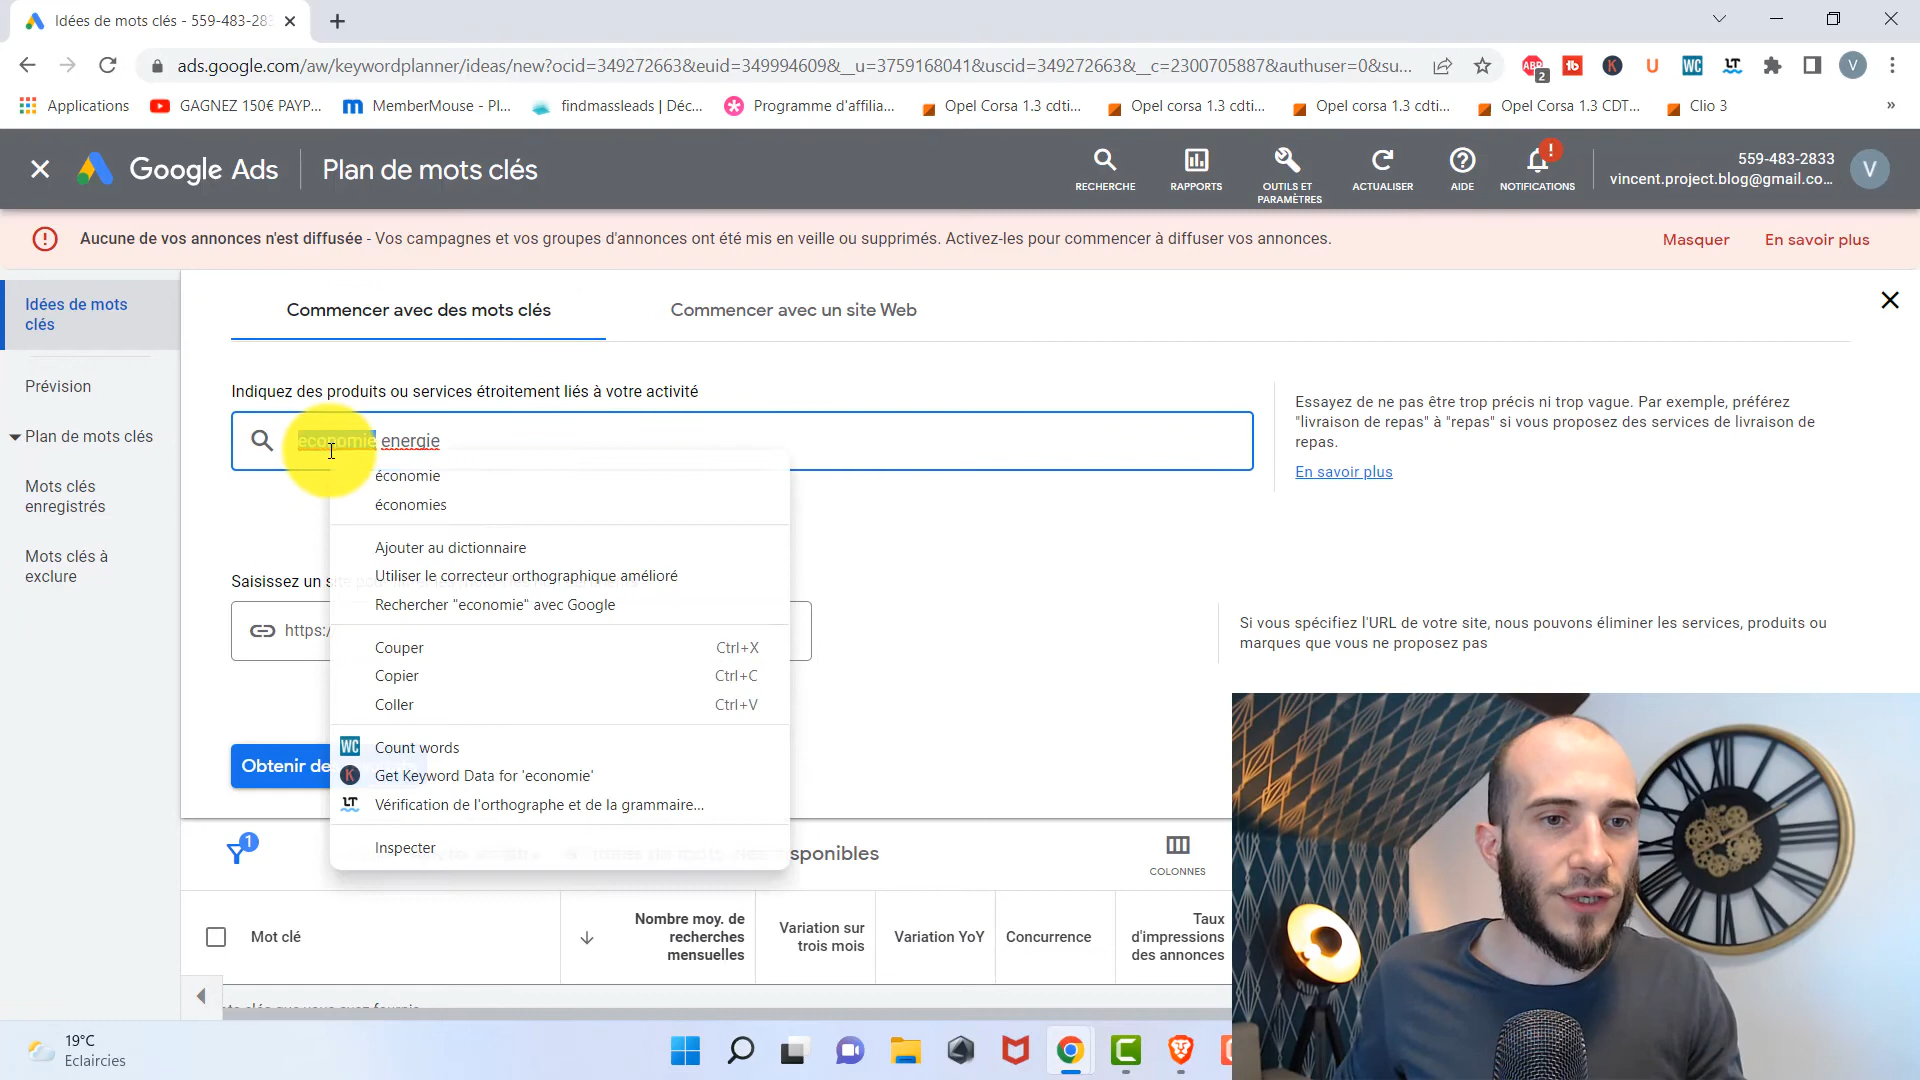 Idées de mots clés - 559-483-283
ads.google.com/aw/keywordplanner/ideas/new?ocid=349272663&euid=349994609&__u=3759168041&uscid=349272663&__c=2300705887&authuser=0&su...
ABP
2
tb
K
U
WC
LT
V
Applications
GAGNEZ 150€ PAYP...
MemberMouse - Pl...
findmassleads | Déc...
Programme d'affilia...
Opel Corsa 1.3 cdti...
Opel corsa 1.3 cdti...
Opel corsa 1.3 cdti...
Opel Corsa 1.3 CDT...
Clio 3
»
Google Ads
Plan de mots clés
RECHERCHE
RAPPORTS
OUTILS ET
PARAMÈTRES
ACTUALISER
AIDE
NOTIFICATIONS
559-483-2833
vincent.project.blog@gmail.co...
V
Aucune de vos annonces n'est diffusée - Vos campagnes et vos groupes d'annonces ont été mis en veille ou supprimés. Activez-les pour commencer à diffuser vos annonces.
Masquer
En savoir plus
Idées de mots
clés
Prévision
Plan de mots clés
Mots clés
enregistrés
Mots clés à
exclure
Commencer avec des mots clés
Commencer avec un site Web
Indiquez des produits ou services étroitement liés à votre activité
economie energie
Essayez de ne pas être trop précis ni trop vague. Par exemple, préférez
"livraison de repas" à "repas" si vous proposez des services de livraison de
repas.
En savoir plus
économie
économies
Ajouter au dictionnaire
Utiliser le correcteur orthographique amélioré
Rechercher "economie" avec Google
Couper Ctrl+X
Copier Ctrl+C
Coller Ctrl+V
WC Count words
K Get Keyword Data for 'economie'
LT Vérification de l'orthographe et de la grammaire...
Inspecter
Saisissez un
https:/
Si vous spécifiez l'URL de votre site, nous pouvons éliminer les services, produits ou
marques que vous ne proposez pas
Obtenir de
1
sponibles
COLONNES
Mot clé
Nombre moy. de
recherches
mensuelles
Variation sur
trois mois
Variation YoY
Concurrence
Taux
d'impressions
des annonces
19°C
Eclaircies